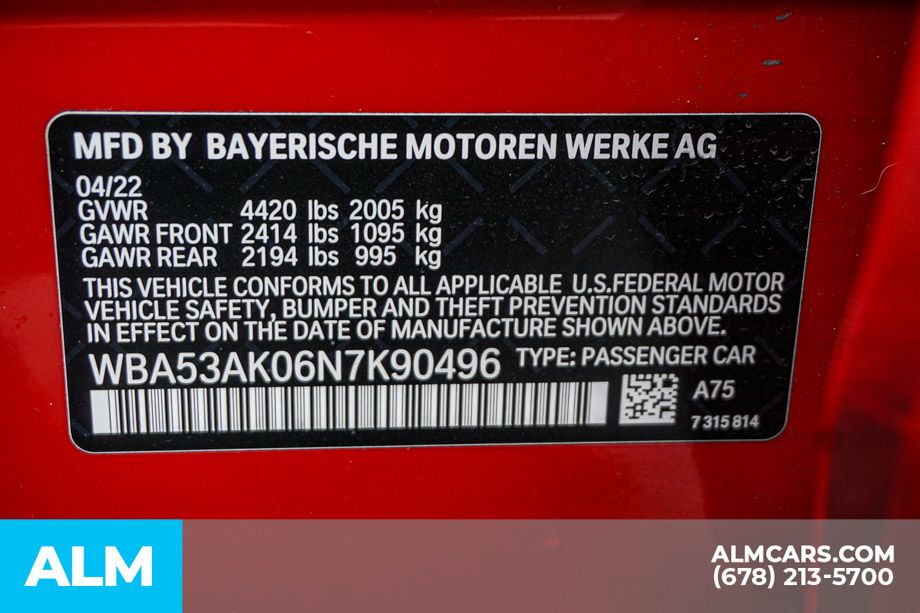 MFD BY BAYERISCHE MOTOREN WERKE AG
04/22
GVWR 4420 lbs 2005 kg
GAWR FRONT 2414 lbs 1095 kg
GAWR REAR 2194 lbs 995 kg
THIS VEHICLE CONFORMS TO ALL APPLICABLE U.S.FEDERAL MOTOR
VEHICLE SAFETY, BUMPER AND THEFT PREVENTION STANDARDS
IN EFFECT ON THE DATE OF MANUFACTURE SHOWN ABOVE.
WBA53AK06N7K90496 TYPE: PASSENGER CAR
A75
7315814
ALM
ALMCARS.COM
(678) 213-5700